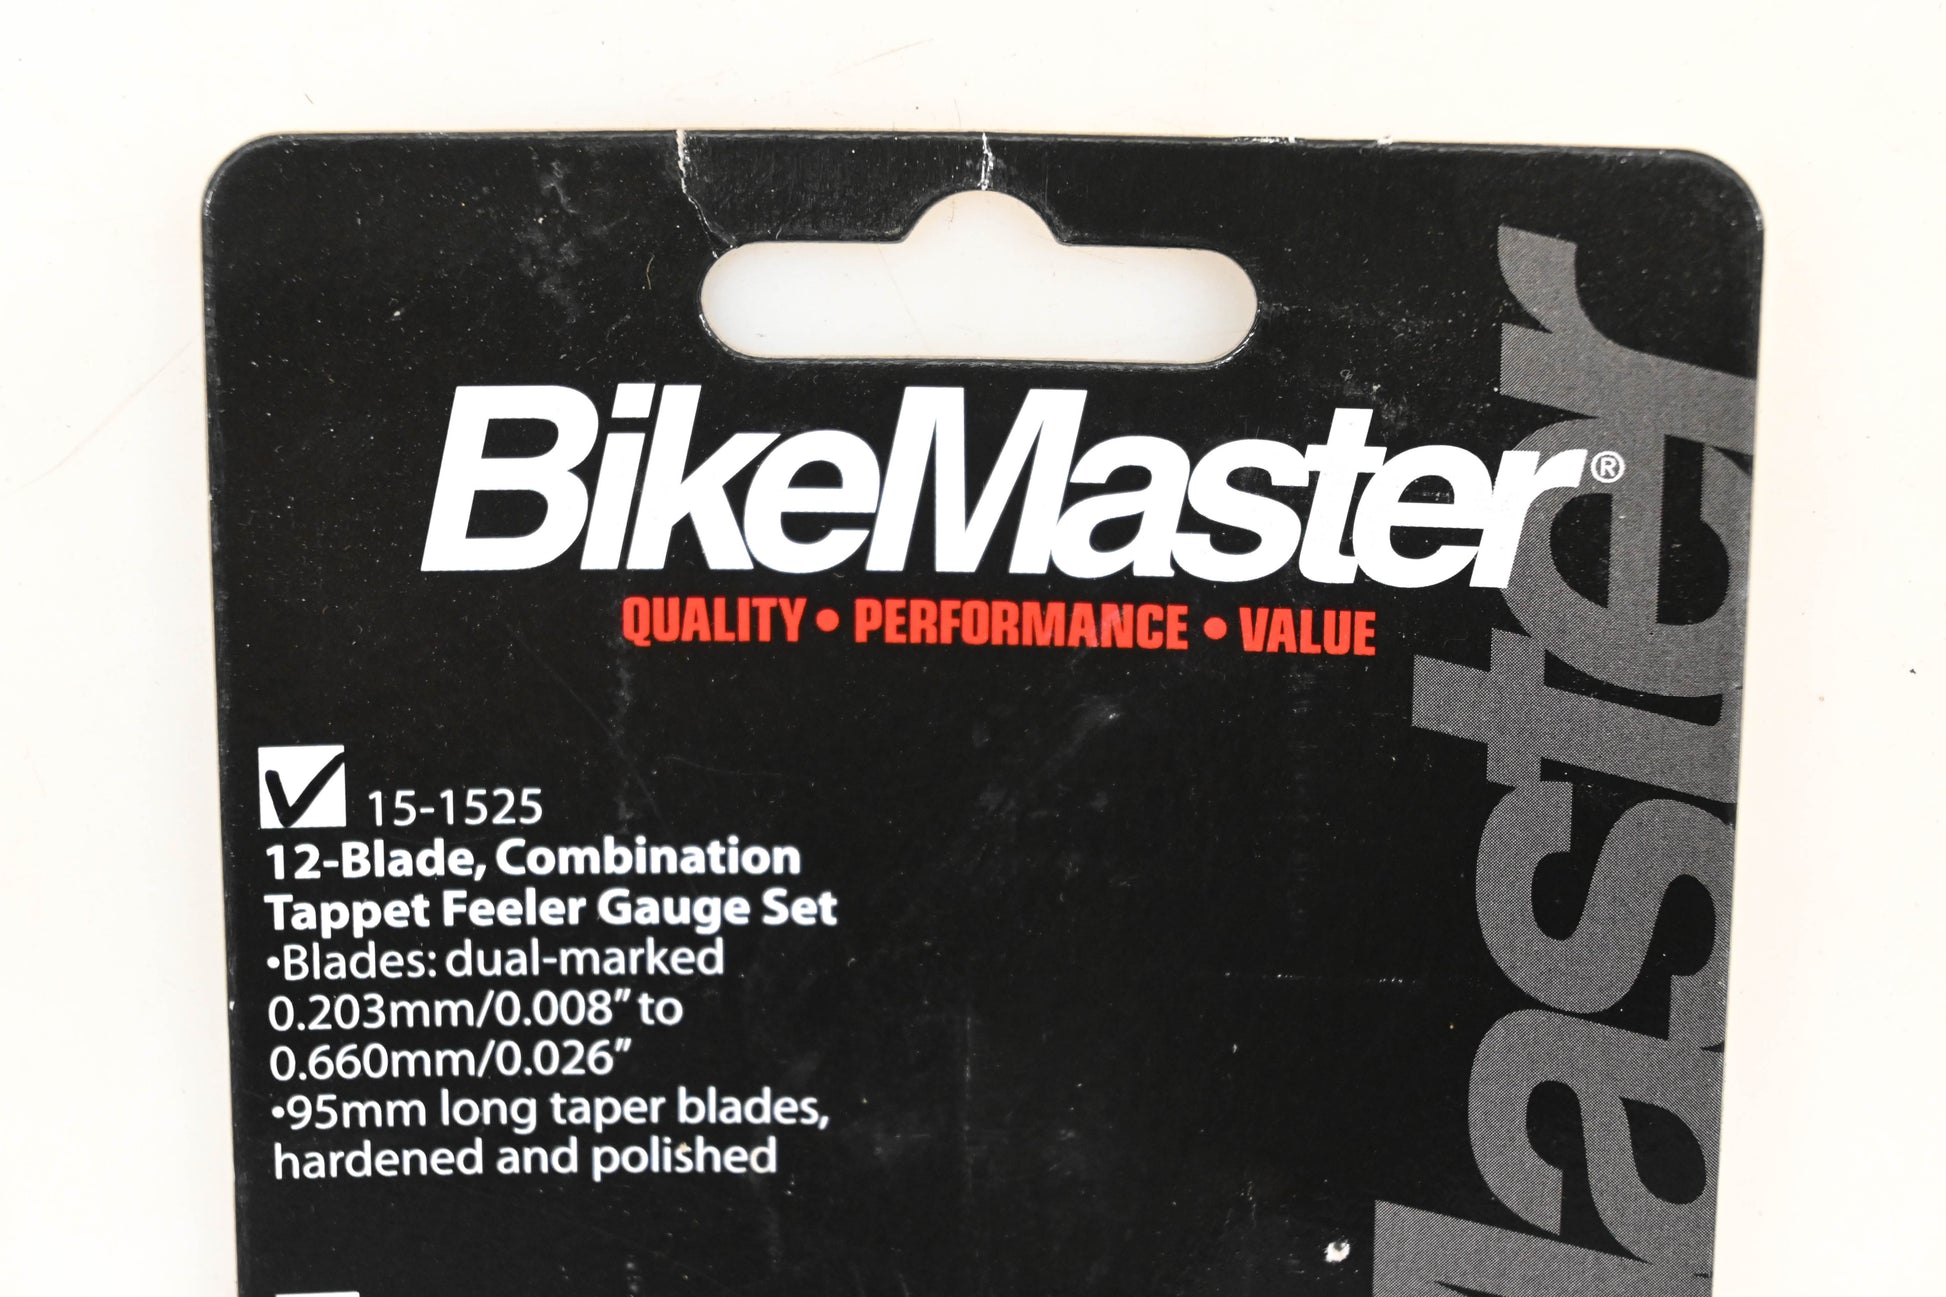 BikeMaster®
QUALITY • PERFORMANCE • VALUE
15-1525
12-Blade, Combination
Tappet Feeler Gauge Set
•Blades: dual-marked
0.203mm/0.008” to
0.660mm/0.026”
•95mm long taper blades,
hardened and polished
Master